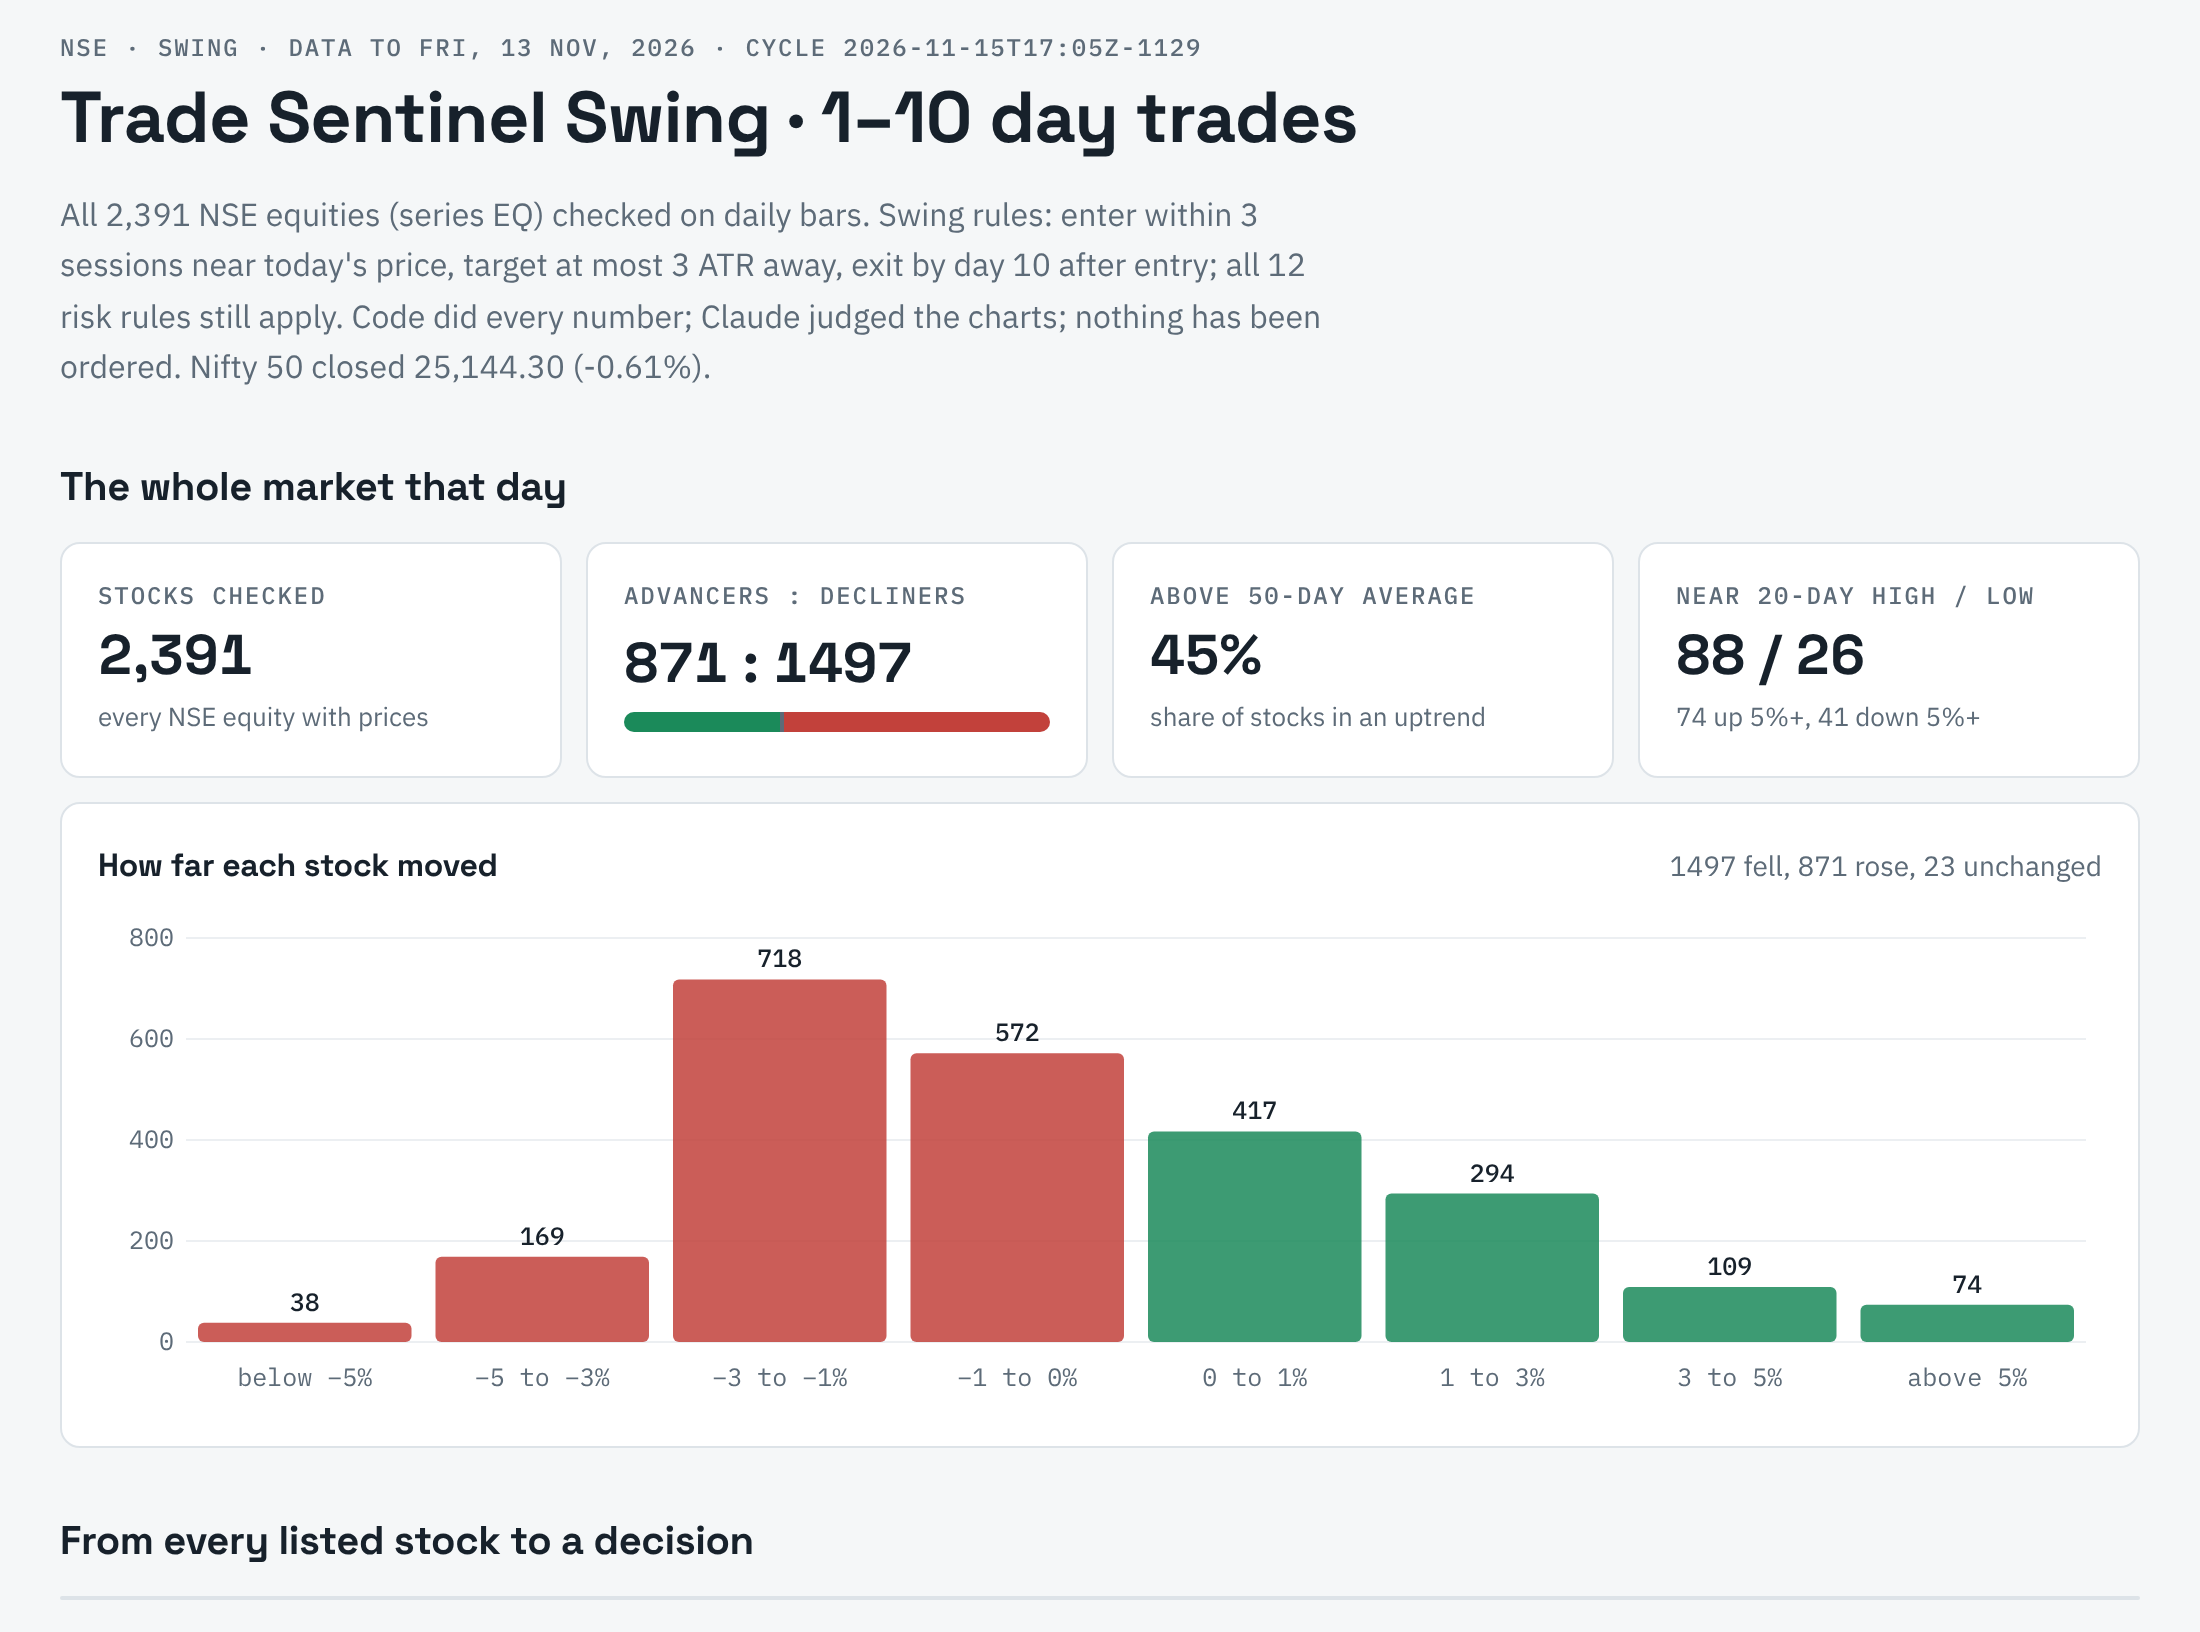 NSE · SWING · DATA TO FRI, 13 NOV, 2026 · CYCLE 2026-11-15T17:05Z-1129
Trade Sentinel Swing · 1–10 day trades
All 2,391 NSE equities (series EQ) checked on daily bars. Swing rules: enter within 3
sessions near today's price, target at most 3 ATR away, exit by day 10 after entry; all 12
risk rules still apply. Code did every number; Claude judged the charts; nothing has been
ordered. Nifty 50 closed 25,144.30 (-0.61%).
The whole market that day
STOCKS CHECKED
2,391
every NSE equity with prices
ADVANCERS : DECLINERS
871 : 1497
ABOVE 50-DAY AVERAGE
45%
share of stocks in an uptrend
NEAR 20-DAY HIGH / LOW
88 / 26
74 up 5%+, 41 down 5%+
How far each stock moved
1497 fell, 871 rose, 23 unchanged
800
600
400
200
0
38
169
718
572
417
294
109
74
below −5%
−5 to −3%
−3 to −1%
−1 to 0%
0 to 1%
1 to 3%
3 to 5%
above 5%
From every listed stock to a decision